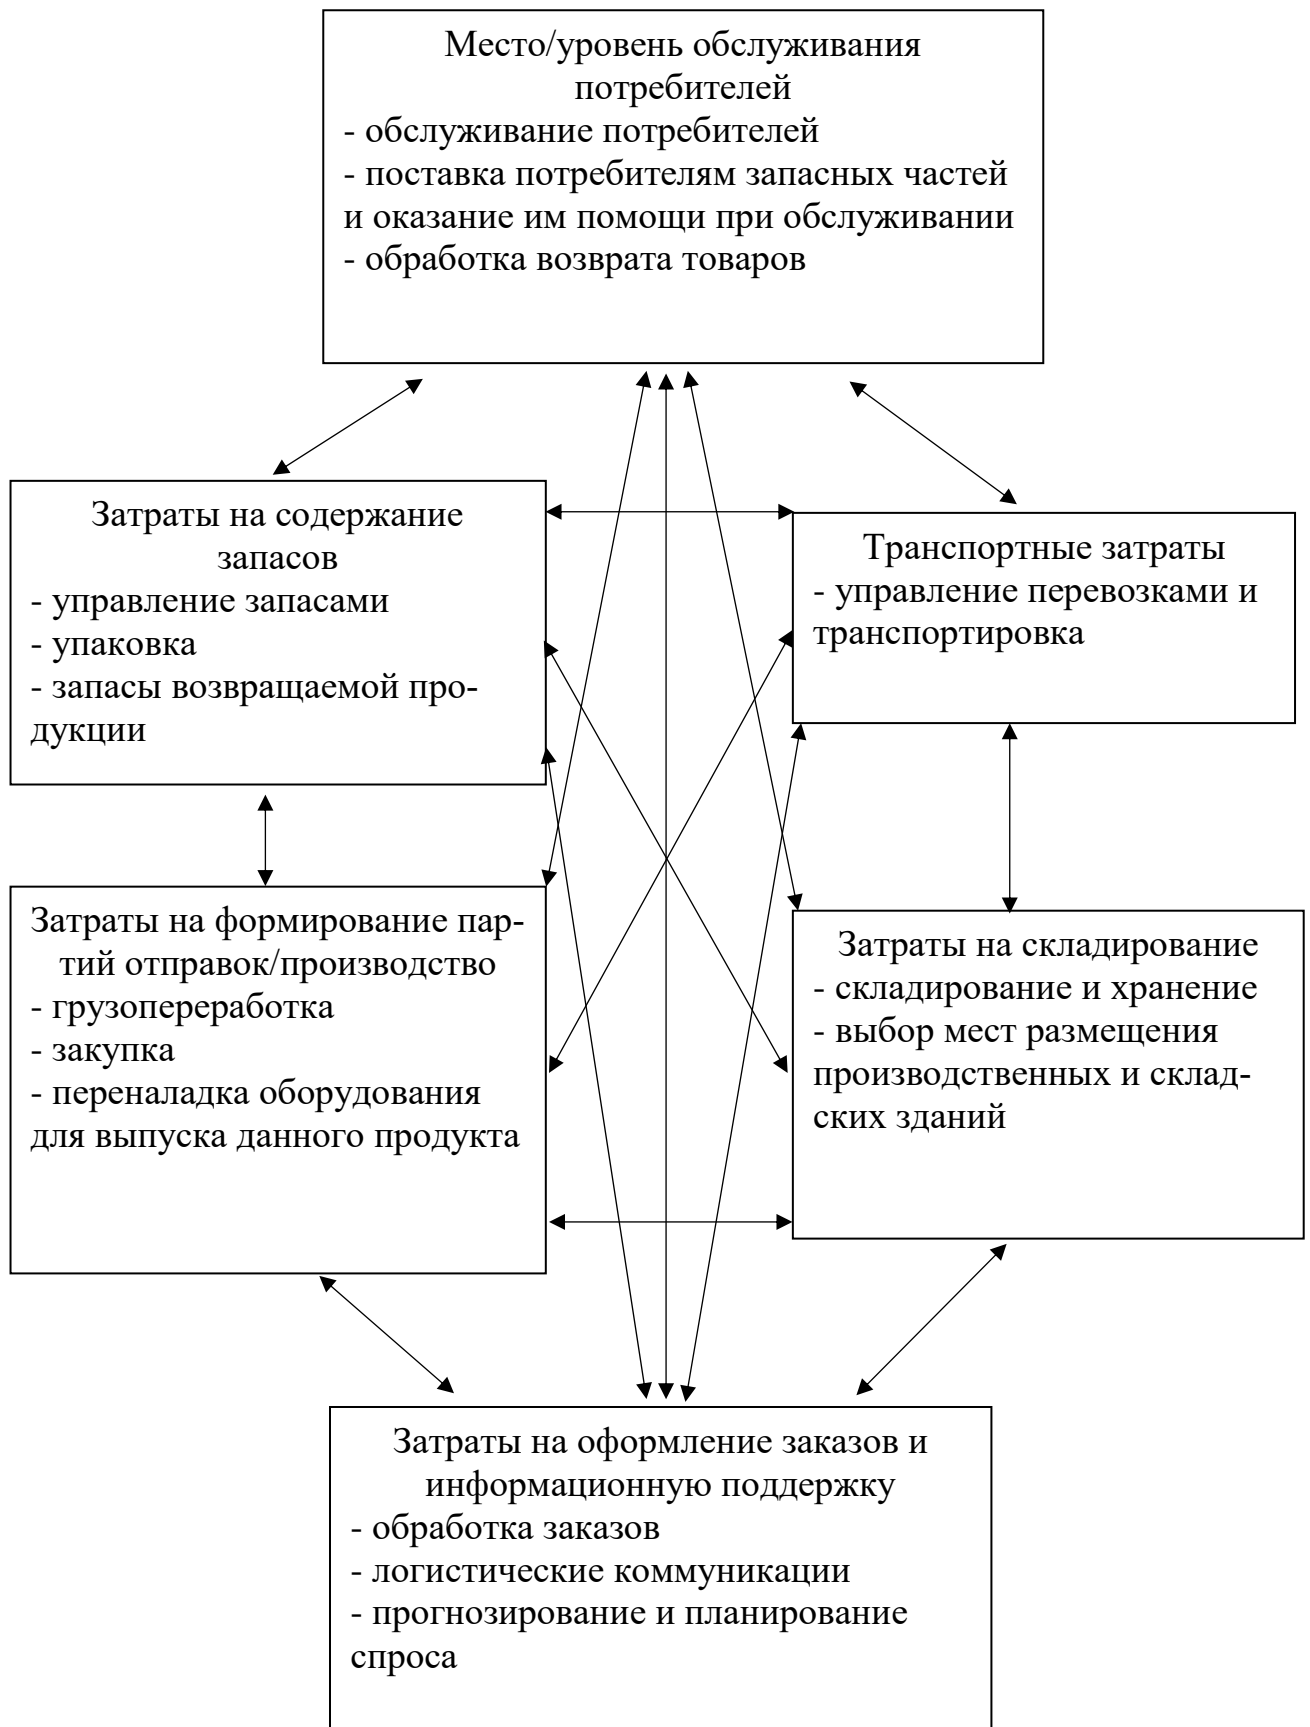 Место/уровень обслуживания
потребителей
- обслуживание потребителей
- поставка потребителям запасных частей
и оказание им помощи при обслуживании
- обработка возврата товаров
Затраты на содержание
запасов
- управление запасами
- упаковка
- запасы возвращаемой про-
дукции
Транспортные затраты
- управление перевозками и
транспортировка
Затраты на формирование пар-
тий отправок/производство
- грузопереработка
- закупка
- переналадка оборудования
для выпуска данного продукта
Затраты на складирование
- складирование и хранение
- выбор мест размещения
производственных и склад-
ских зданий
Затраты на оформление заказов и
информационную поддержку
- обработка заказов
- логистические коммуникации
- прогнозирование и планирование
спроса